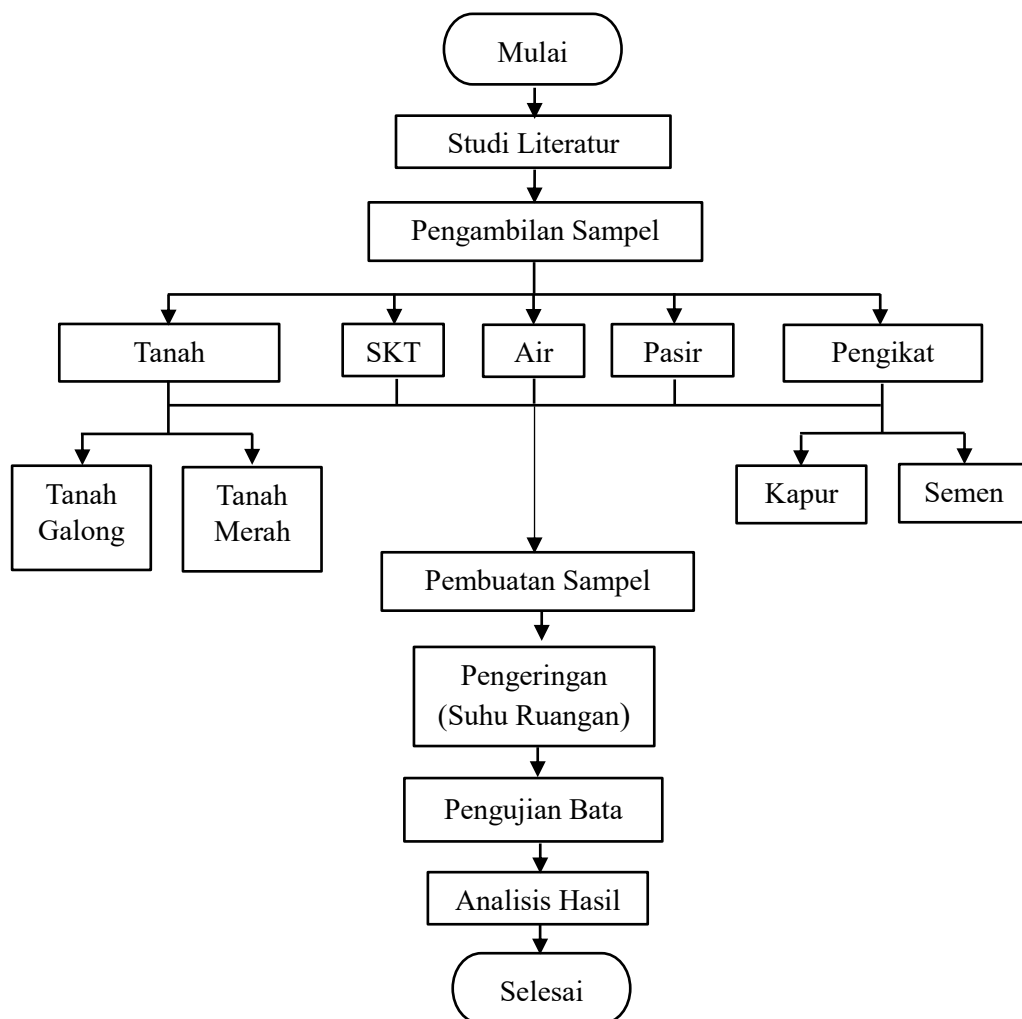 Mulai
Studi Literatur
Pengambilan Sampel
Tanah
SKT
Air
Pasir
Pengikat
Tanah
Galong
Tanah
Merah
Kapur
Semen
Pembuatan Sampel
Pengeringan
(Suhu Ruangan)
Pengujian Bata
Analisis Hasil
Selesai